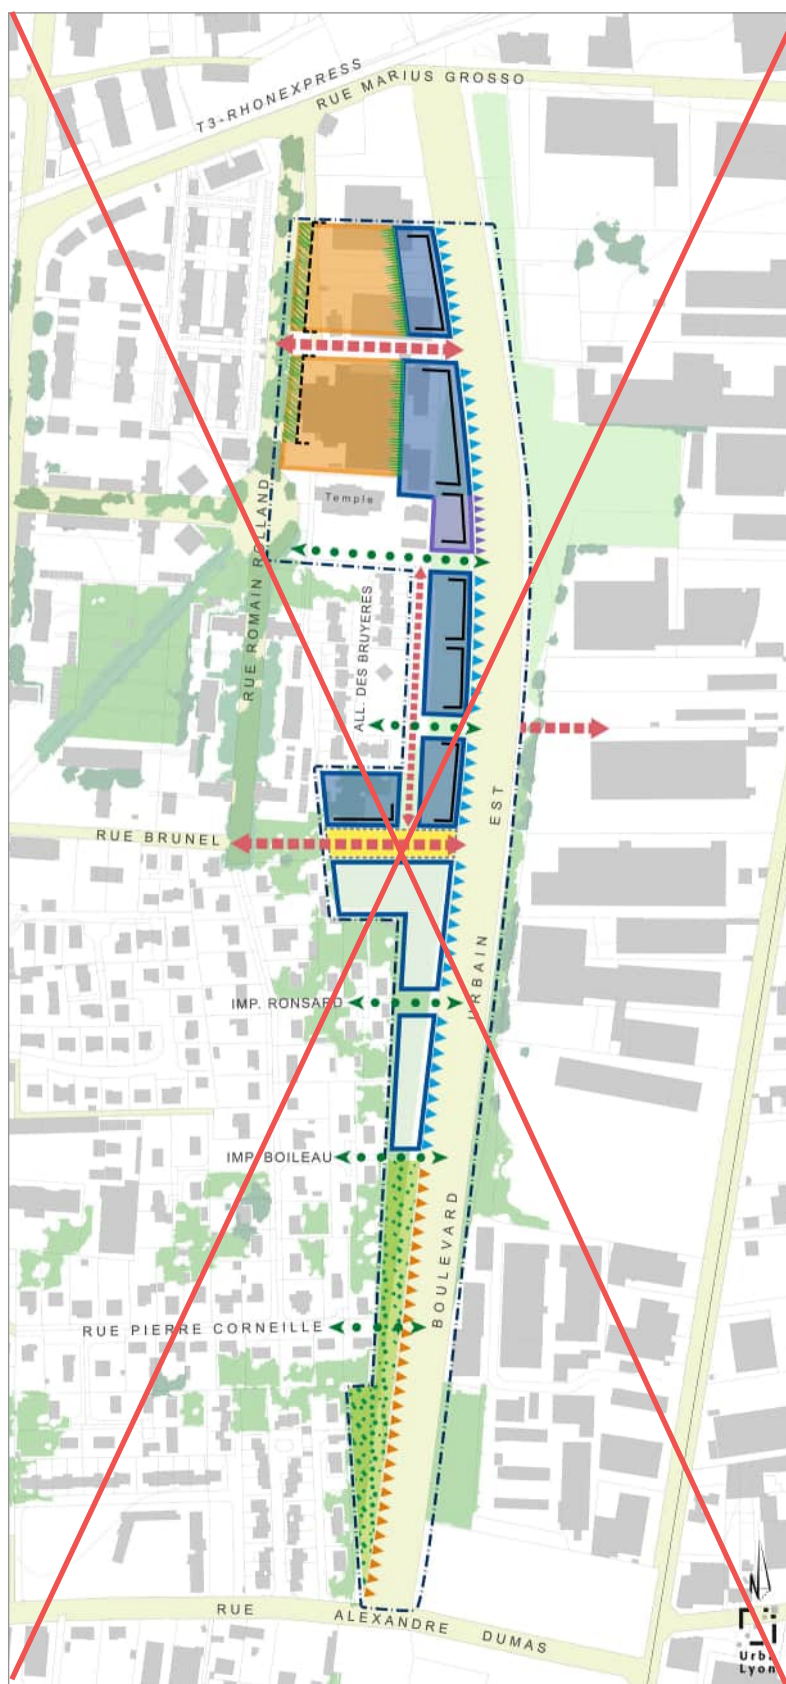 T3-RHONEXPRESS
RUE MARIUS GROSSO
Temple
RUE ROMAIN ROLLAND
ALL. DES BRUYERES
RUE BRUNEL
BOULEVARD URBAIN EST
IMP. RONSARD
IMP. BOILEAU
RUE PIERRE CORNEILLE
RUE ALEXANDRE DUMAS
N
Lyon